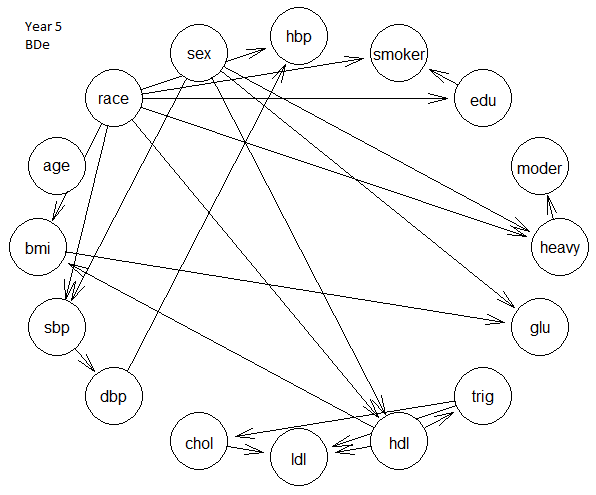 Year 5
BDe
hbp
sex
smoker
race
edu
age
moder
bmi
heavy
sbp
glu
dbp
trig
chol
ldl
hdl